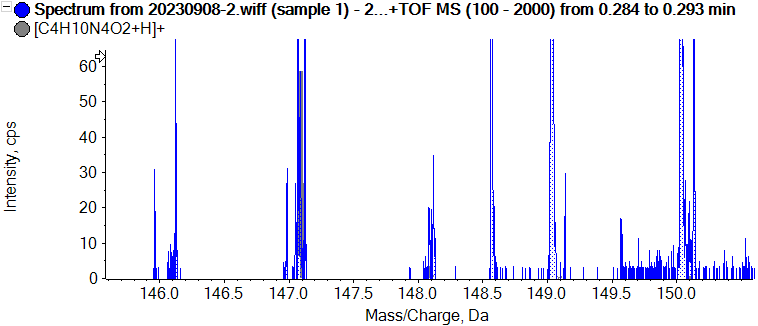 Spectrum from 20230908-2.wiff (sample 1) - 2...+TOF MS (100 - 2000) from 0.284 to 0.293 min
[C4H10N4O2+H]+
60
50
40
30
20
10
0
Intensity, cps
146.0 146.5 147.0 147.5 148.0 148.5 149.0 149.5 150.0
Mass/Charge, Da